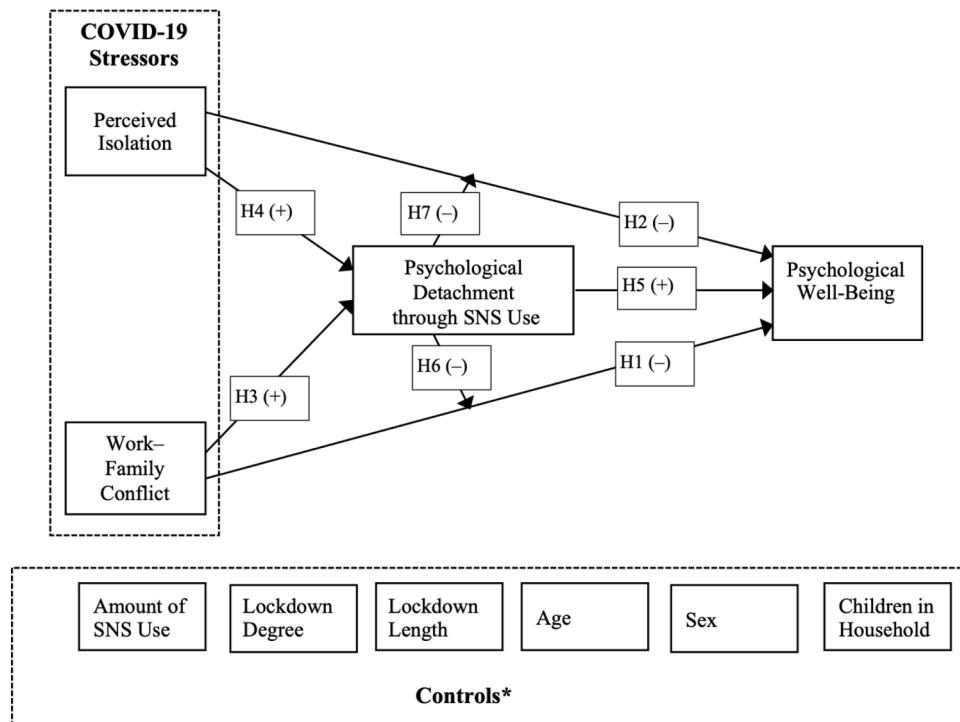 COVID-19
Stressors
Perceived
Isolation
H4 (+)
H7 (–)
H2 (–)
Psychological
Detachment
through SNS Use
H5 (+)
Psychological
Well-Being
H6 (–)
H1 (–)
H3 (+)
Work–
Family
Conflict
Amount of
SNS Use
Lockdown
Degree
Lockdown
Length
Age
Sex
Children in
Household
Controls*